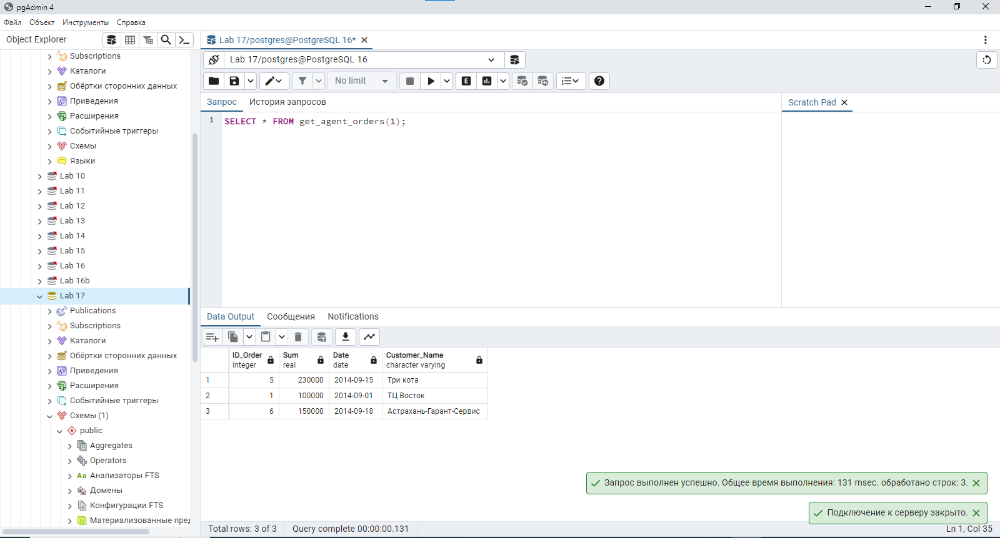 pgAdmin 4
Файл Объект Инструменты Справка
Object Explorer
Subscriptions
Каталоги
Обёртки сторонних данных
Приведения
Расширения
Событийные триггеры
Схемы
Языки
Lab 10
Lab 11
Lab 12
Lab 13
Lab 14
Lab 15
Lab 16
Lab 16b
Lab 17
Publications
Subscriptions
Каталоги
Обёртки сторонних данных
Приведения
Расширения
Событийные триггеры
Схемы (1)
public
Aggregates
Operators
Aa Анализаторы FTS
Домены
Конфигурации FTS
Материализованные пред
Lab 17/postgres@PostgreSQL 16*
Lab 17/postgres@PostgreSQL 16
No limit
E
Запрос История запросов
Scratch Pad
1 SELECT * FROM get_agent_orders(1);
Data Output Сообщения Notifications
ID_Order Sum Date Customer_Name
integer real date character varying
1 5 230000 2014-09-15 Три кота
2 1 100000 2014-09-01 ТЦ Восток
3 6 150000 2014-09-18 Астрахань-Гарант-Сервис
Запрос выполнен успешно. Общее время выполнения: 131 msec. обработано строк: 3.
Подключение к серверу закрыто.
Total rows: 3 of 3 Query complete 00:00:00.131 Ln 1, Col 35